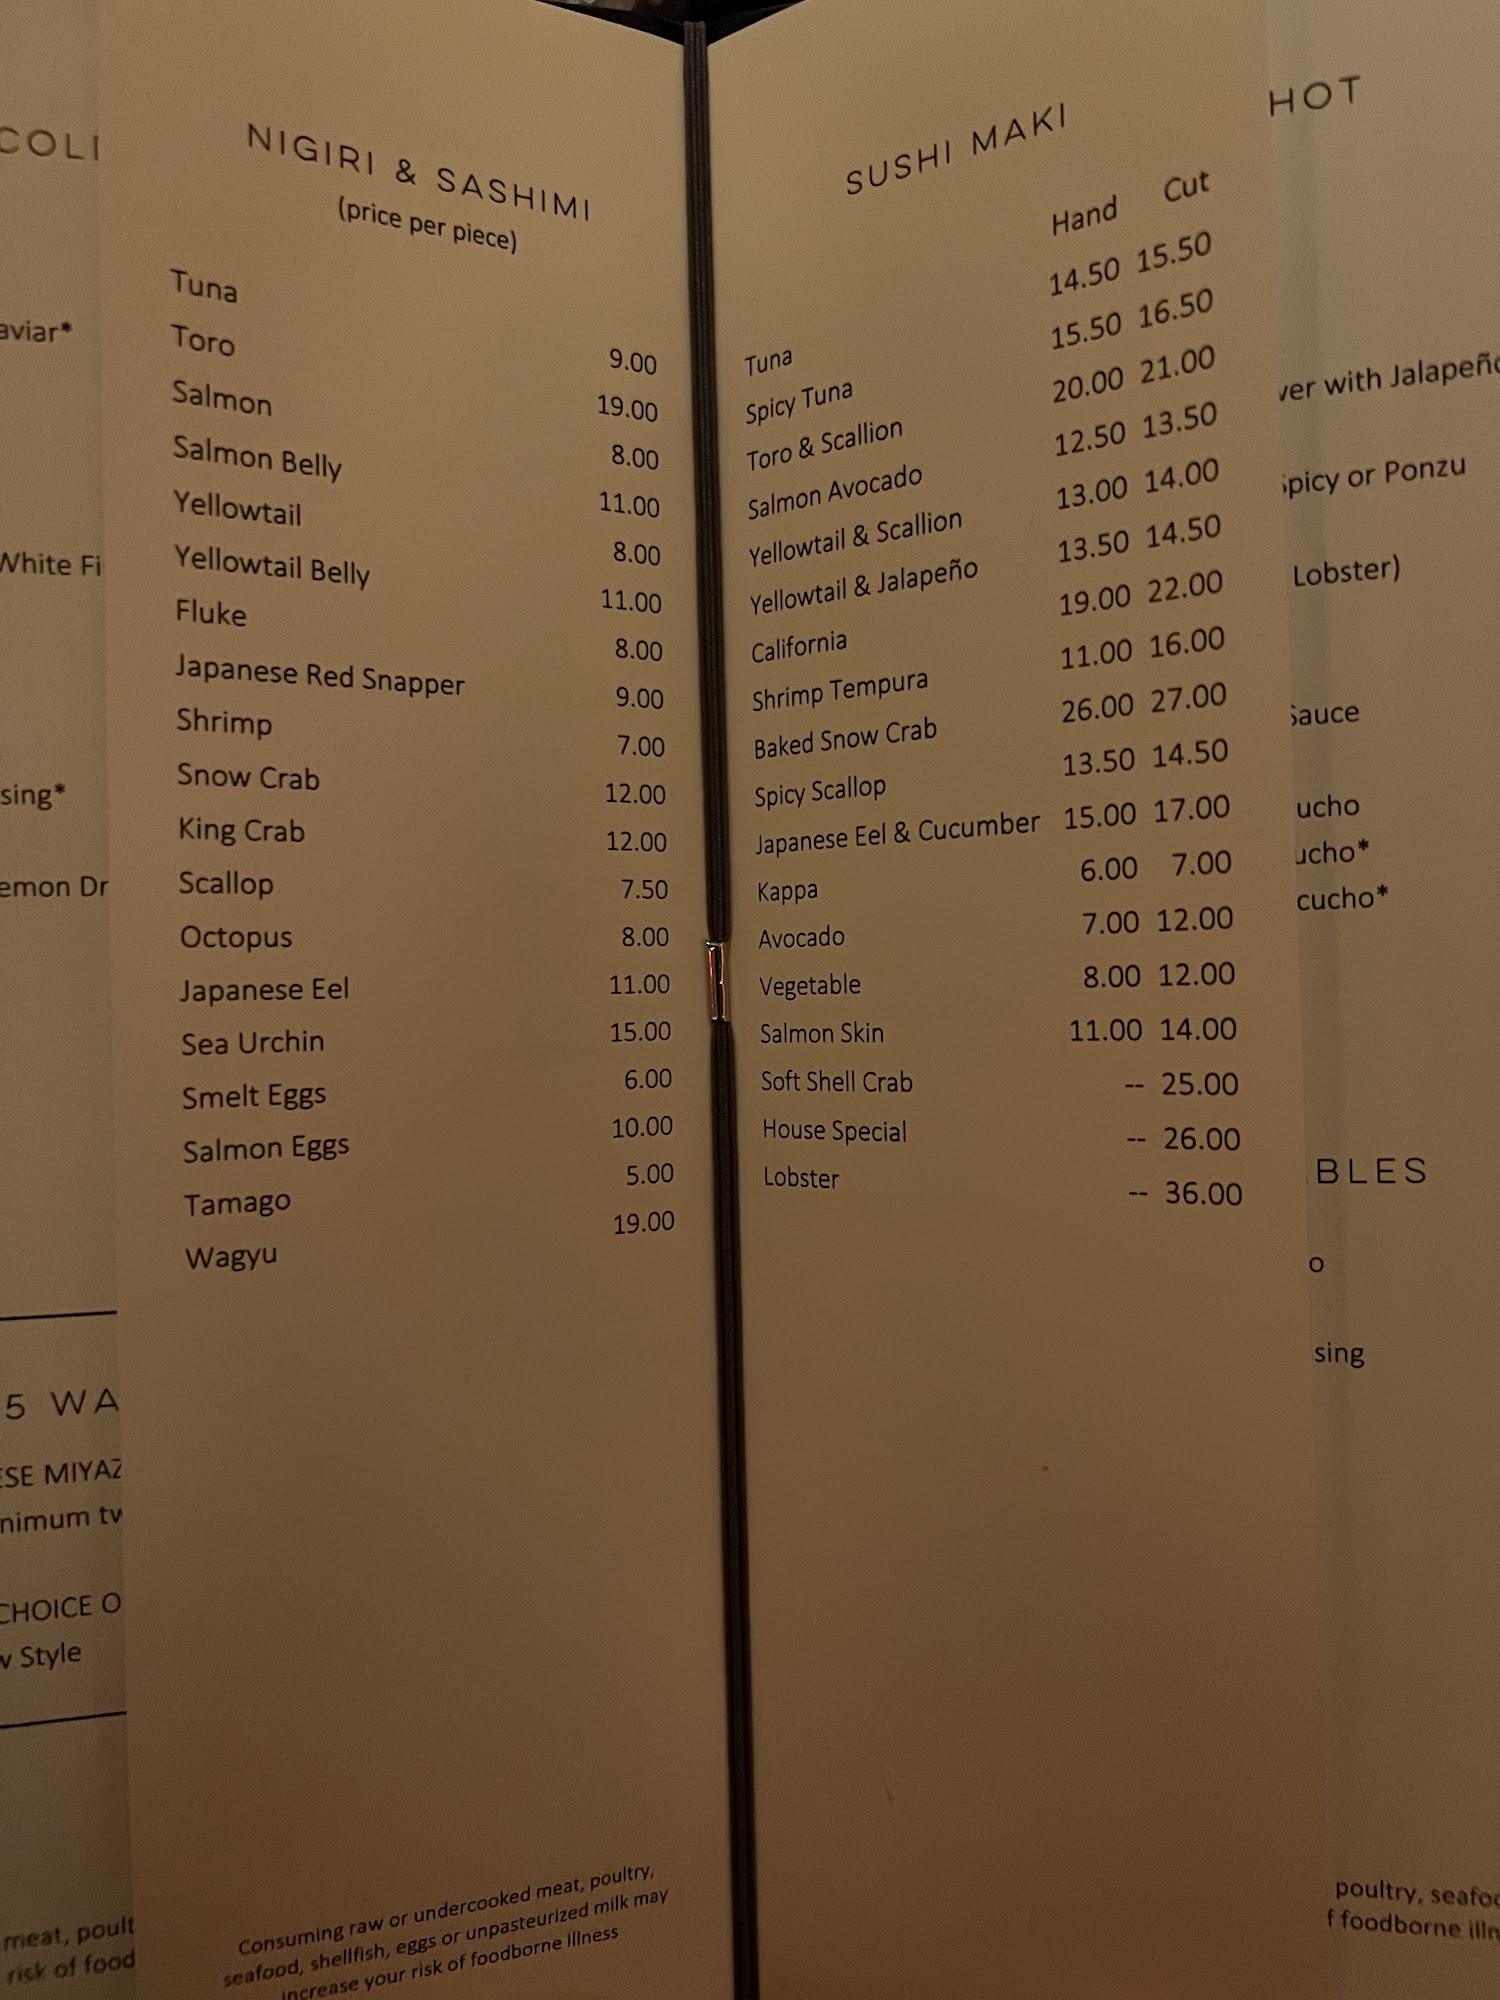 COLI
aviar*
White Fi
sing*
emon Dr
5 WA
ESE MIYAZ
nimum tw
CHOICE O
w Style
meat, poult
risk of food
NIGIRI & SASHIMI
(price per piece)
Tuna 9.00
Toro 19.00
Salmon 8.00
Salmon Belly 11.00
Yellowtail 8.00
Yellowtail Belly 11.00
Fluke 8.00
Japanese Red Snapper 9.00
Shrimp 7.00
Snow Crab 12.00
King Crab 12.00
Scallop 7.50
Octopus 8.00
Japanese Eel 11.00
Sea Urchin 15.00
Smelt Eggs 6.00
Salmon Eggs 10.00
Tamago 5.00
Wagyu 19.00
Consuming raw or undercooked meat, poultry,
seafood, shellfish, eggs or unpasteurized milk may
increase your risk of foodborne illness
SUSHI MAKI
Hand Cut
Tuna 14.50 15.50
Spicy Tuna 15.50 16.50
Toro & Scallion 20.00 21.00
Salmon Avocado 12.50 13.50
Yellowtail & Scallion 13.00 14.00
Yellowtail & Jalapeño 13.50 14.50
California 19.00 22.00
Shrimp Tempura 11.00 16.00
Baked Snow Crab 26.00 27.00
Spicy Scallop 13.50 14.50
Japanese Eel & Cucumber 15.00 17.00
Kappa 6.00 7.00
Avocado 7.00 12.00
Vegetable 8.00 12.00
Salmon Skin 11.00 14.00
Soft Shell Crab -- 25.00
House Special -- 26.00
Lobster -- 36.00
HOT
ver with Jalapeño
Spicy or Ponzu
Lobster)
Sauce
ucho
ucho*
cucho*
BLES
o
sing
poultry, seafoo
f foodborne illn